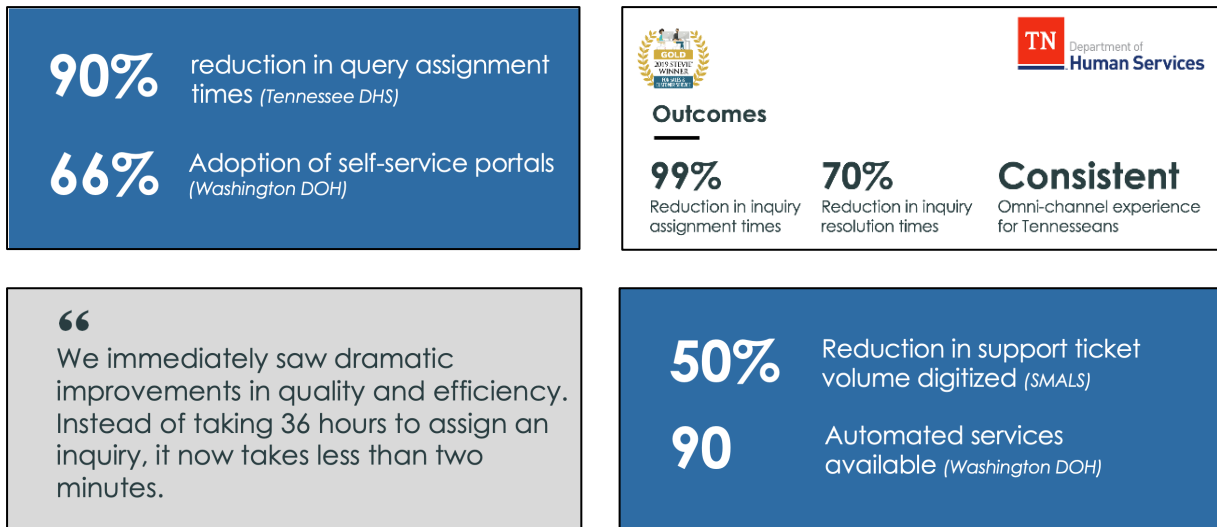 90%
reduction in query assignment
times (Tennessee DHS)
66%
Adoption of self-service portals
(Washington DOH)
GOLD
2019 STEVIE
WINNER
TN
Department of
Human Services
Outcomes
99%
Reduction in inquiry
assignment times
70%
Reduction in inquiry
resolution times
Consistent
Omni-channel experience
for Tennesseans
“
We immediately saw dramatic
improvements in quality and efficiency.
Instead of taking 36 hours to assign an
inquiry, it now takes less than two
minutes.
50%
Reduction in support ticket
volume digitized (SMALS)
90
Automated services
available (Washington DOH)